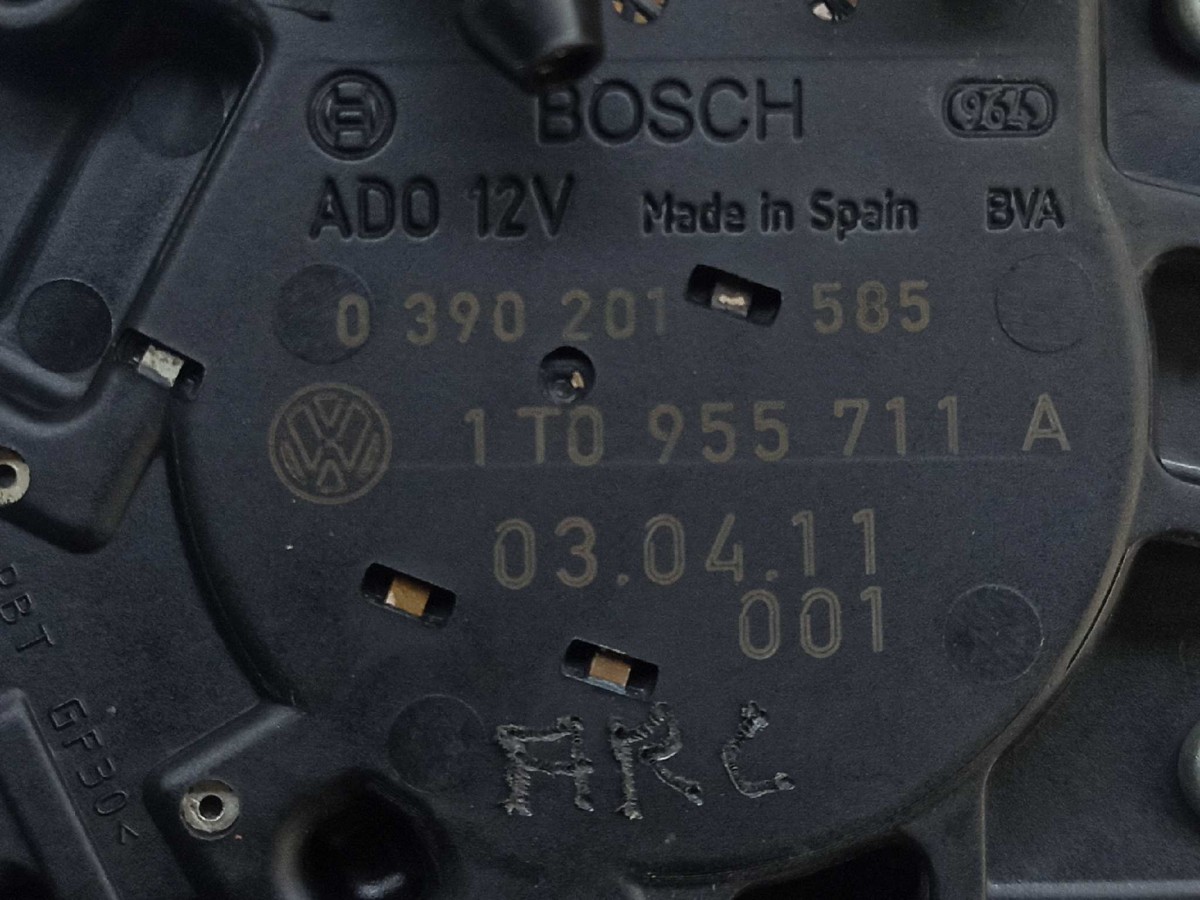 BOSCH 9645
ADO 12V Made in Spain BVA
0 390 201 585
1T0 955 711 A
03.04.11
001
ARC
PBT
GF30<